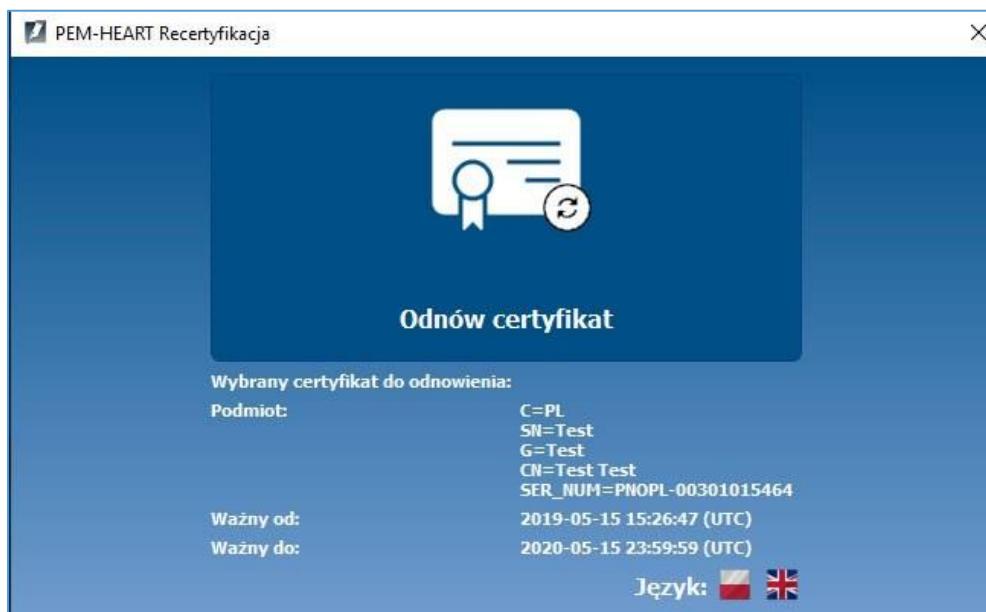 PEM-HEART Recertyfikacja
Odnów certyfikat
Wybrany certyfikat do odnowienia:
Podmiot: C=PL
SN=Test
G=Test
CN=Test Test
SER_NUM=PNOPL-00301015464
Ważny od: 2019-05-15 15:26:47 (UTC)
Ważny do: 2020-05-15 23:59:59 (UTC)
Język: